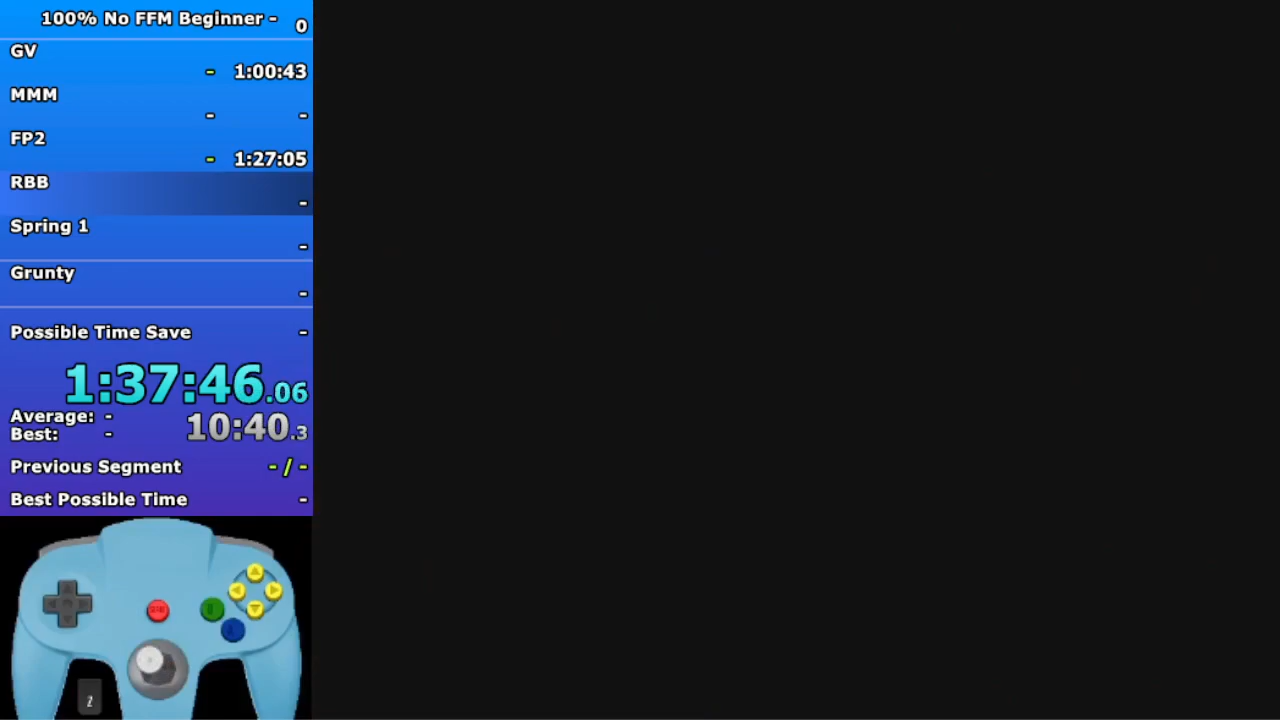 100% No FFM Beginner - 0
GV
- 1:00:43
MMM
- -
FP2
- 1:27:05
RBB
-
Spring 1
-
Grunty
-
Possible Time Save -
1:37:46.06
Average: -
Best: -
10:40.3
Previous Segment - / -
Best Possible Time -